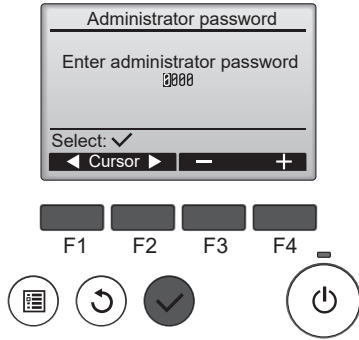 Administrator password
Enter administrator password
0000
Select: ✓
◀ Cursor ▶ − +
F1 F2 F3 F4